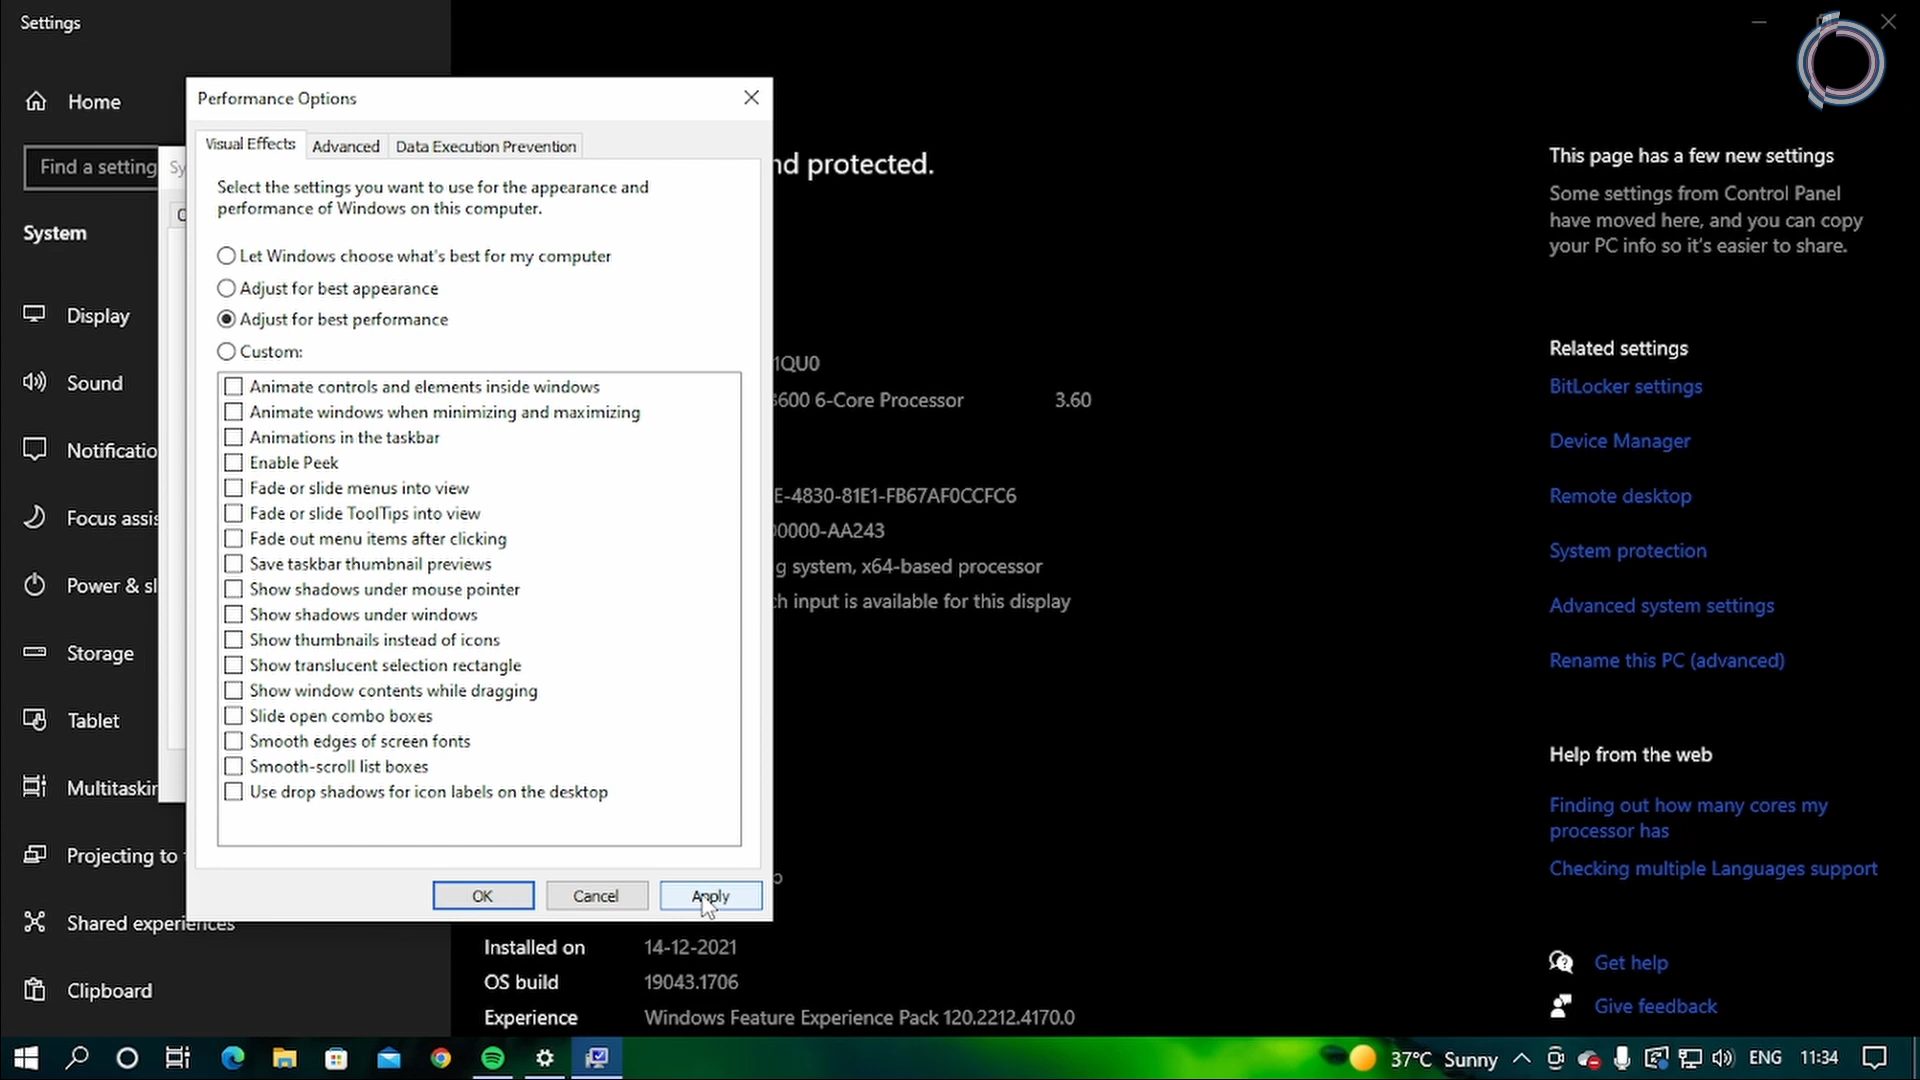 Settings
Home
Find a setting
System
Display
Sound
Notificatio
Focus assis
Power & sl
Storage
Tablet
Multitaskin
Projecting to
Shared experiences
Clipboard
Sy
Performance Options
Visual Effects
Advanced
Data Execution Prevention
Select the settings you want to use for the appearance and
performance of Windows on this computer.
Let Windows choose what's best for my computer
Adjust for best appearance
Adjust for best performance
Custom:
Animate controls and elements inside windows
Animate windows when minimizing and maximizing
Animations in the taskbar
Enable Peek
Fade or slide menus into view
Fade or slide ToolTips into view
Fade out menu items after clicking
Save taskbar thumbnail previews
Show shadows under mouse pointer
Show shadows under windows
Show thumbnails instead of icons
Show translucent selection rectangle
Show window contents while dragging
Slide open combo boxes
Smooth edges of screen fonts
Smooth-scroll list boxes
Use drop shadows for icon labels on the desktop
OK
Cancel
Apply
nd protected.
1QU0
3600 6-Core Processor 3.60
E-4830-81E1-FB67AF0CCFC6
00000-AA243
g system, x64-based processor
ch input is available for this display
Installed on 14-12-2021
OS build 19043.1706
Experience Windows Feature Experience Pack 120.2212.4170.0
This page has a few new settings
Some settings from Control Panel
have moved here, and you can copy
your PC info so it's easier to share.
Related settings
BitLocker settings
Device Manager
Remote desktop
System protection
Advanced system settings
Rename this PC (advanced)
Help from the web
Finding out how many cores my
processor has
Checking multiple Languages support
Get help
Give feedback
37°C Sunny
ENG
11:34